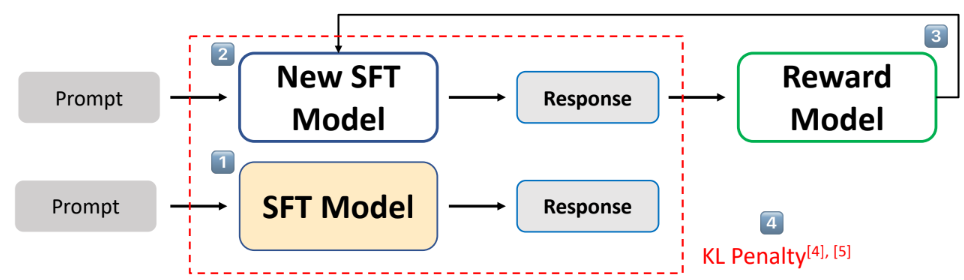 2
3
Prompt
New SFT
Model
Response
Reward
Model
1
Prompt
SFT Model
Response
4
KL Penalty[4], [5]